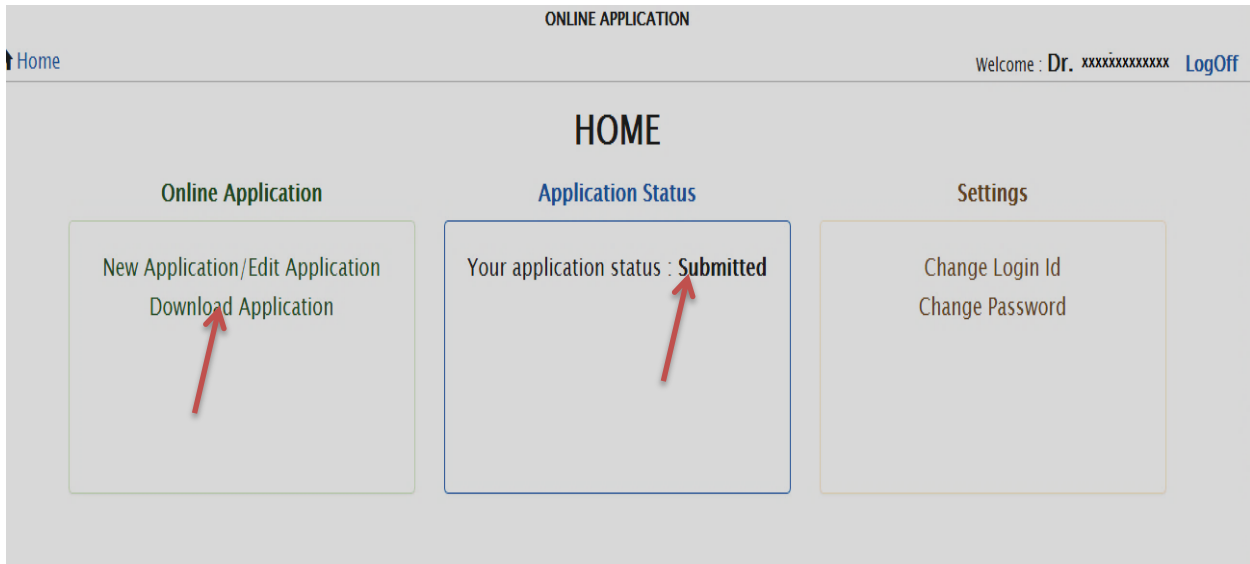 ONLINE APPLICATION
Home
Welcome : Dr. xxxxxxxxxxxxx LogOff
HOME
Online Application
New Application/Edit Application
Download Application
Application Status
Your application status : Submitted
Settings
Change Login Id
Change Password